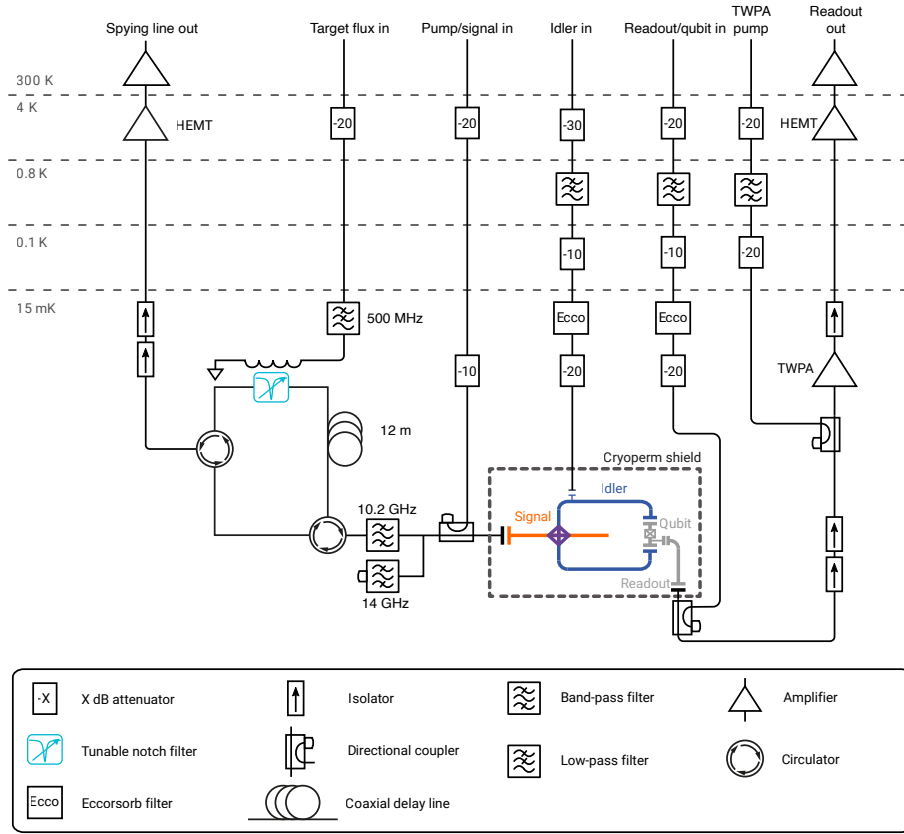 Spying line out
Target flux in
Pump/signal in
Idler in
Readout/qubit in
TWPA
pump
Readout
out
300 K
4 K
HEMT
-20
-20
-30
-20
-20
HEMT
0.8 K
0.1 K
-10
-10
-20
15 mK
500 MHz
Ecco
Ecco
-10
-20
-20
TWPA
12 m
Cryoperm shield
Idler
10.2 GHz
Signal
Qubit
Readout
14 GHz
-X
X dB attenuator
Isolator
Band-pass filter
Amplifier
Tunable notch filter
Directional coupler
Low-pass filter
Circulator
Ecco
Eccorsorb filter
Coaxial delay line